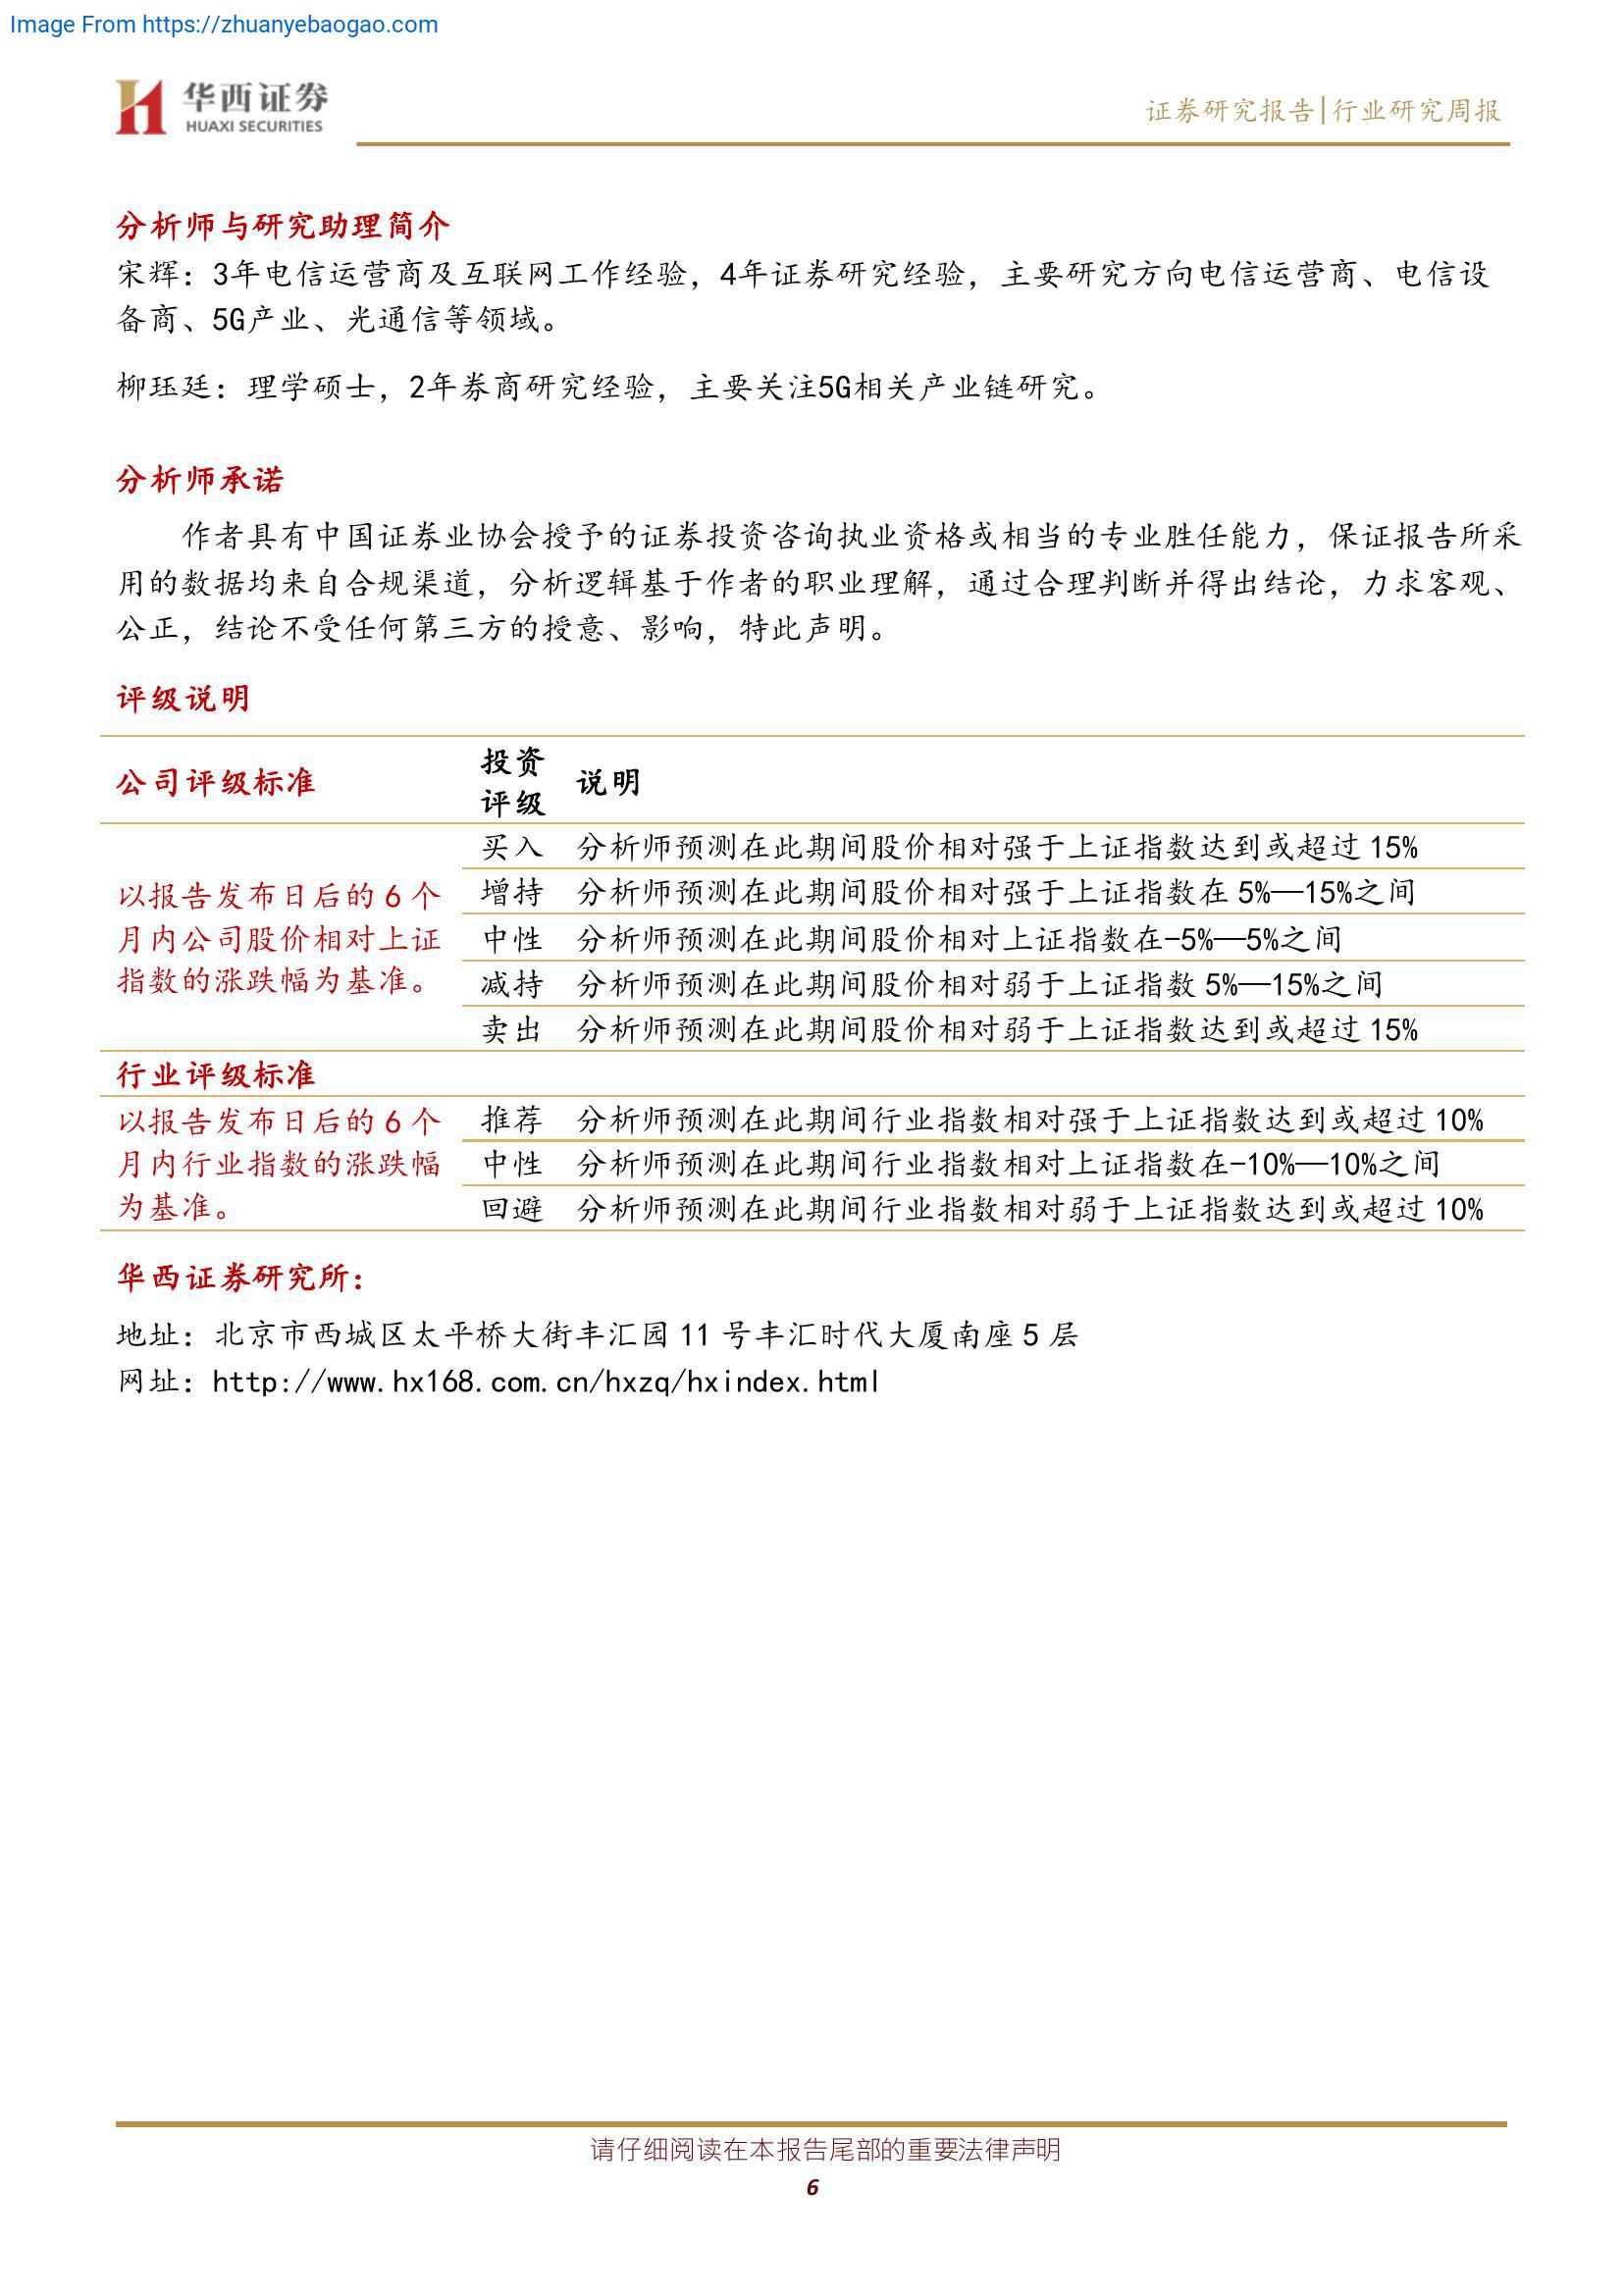 Image From https://zhuanyebaogao.com
华西证券
HUAXI SECURITIES
证券研究报告|行业研究周报
分析师与研究助理简介
宋辉：3年电信运营商及互联网工作经验，4年证券研究经验，主要研究方向电信运营商、电信设
备商、5G产业、光通信等领域。
柳珏廷：理学硕士，2年券商研究经验，主要关注5G相关产业链研究。
分析师承诺
作者具有中国证券业协会授予的证券投资咨询执业资格或相当的专业胜任能力，保证报告所采
用的数据均来自合规渠道，分析逻辑基于作者的职业理解，通过合理判断并得出结论，力求客观、
公正，结论不受任何第三方的授意、影响，特此声明。
评级说明
公司评级标准
投资
评级
说明
以报告发布日后的 6 个
月内公司股价相对上证
指数的涨跌幅为基准。
买入 分析师预测在此期间股价相对强于上证指数达到或超过 15%
增持 分析师预测在此期间股价相对强于上证指数在 5%—15%之间
中性 分析师预测在此期间股价相对上证指数在-5%—5%之间
减持 分析师预测在此期间股价相对弱于上证指数 5%—15%之间
卖出 分析师预测在此期间股价相对弱于上证指数达到或超过 15%
行业评级标准
以报告发布日后的 6 个
月内行业指数的涨跌幅
为基准。
推荐 分析师预测在此期间行业指数相对强于上证指数达到或超过 10%
中性 分析师预测在此期间行业指数相对上证指数在-10%—10%之间
回避 分析师预测在此期间行业指数相对弱于上证指数达到或超过 10%
华西证券研究所：
地址：北京市西城区太平桥大街丰汇园 11 号丰汇时代大厦南座 5 层
网址：http://www.hx168.com.cn/hxzq/hxindex.html
请仔细阅读在本报告尾部的重要法律声明
6